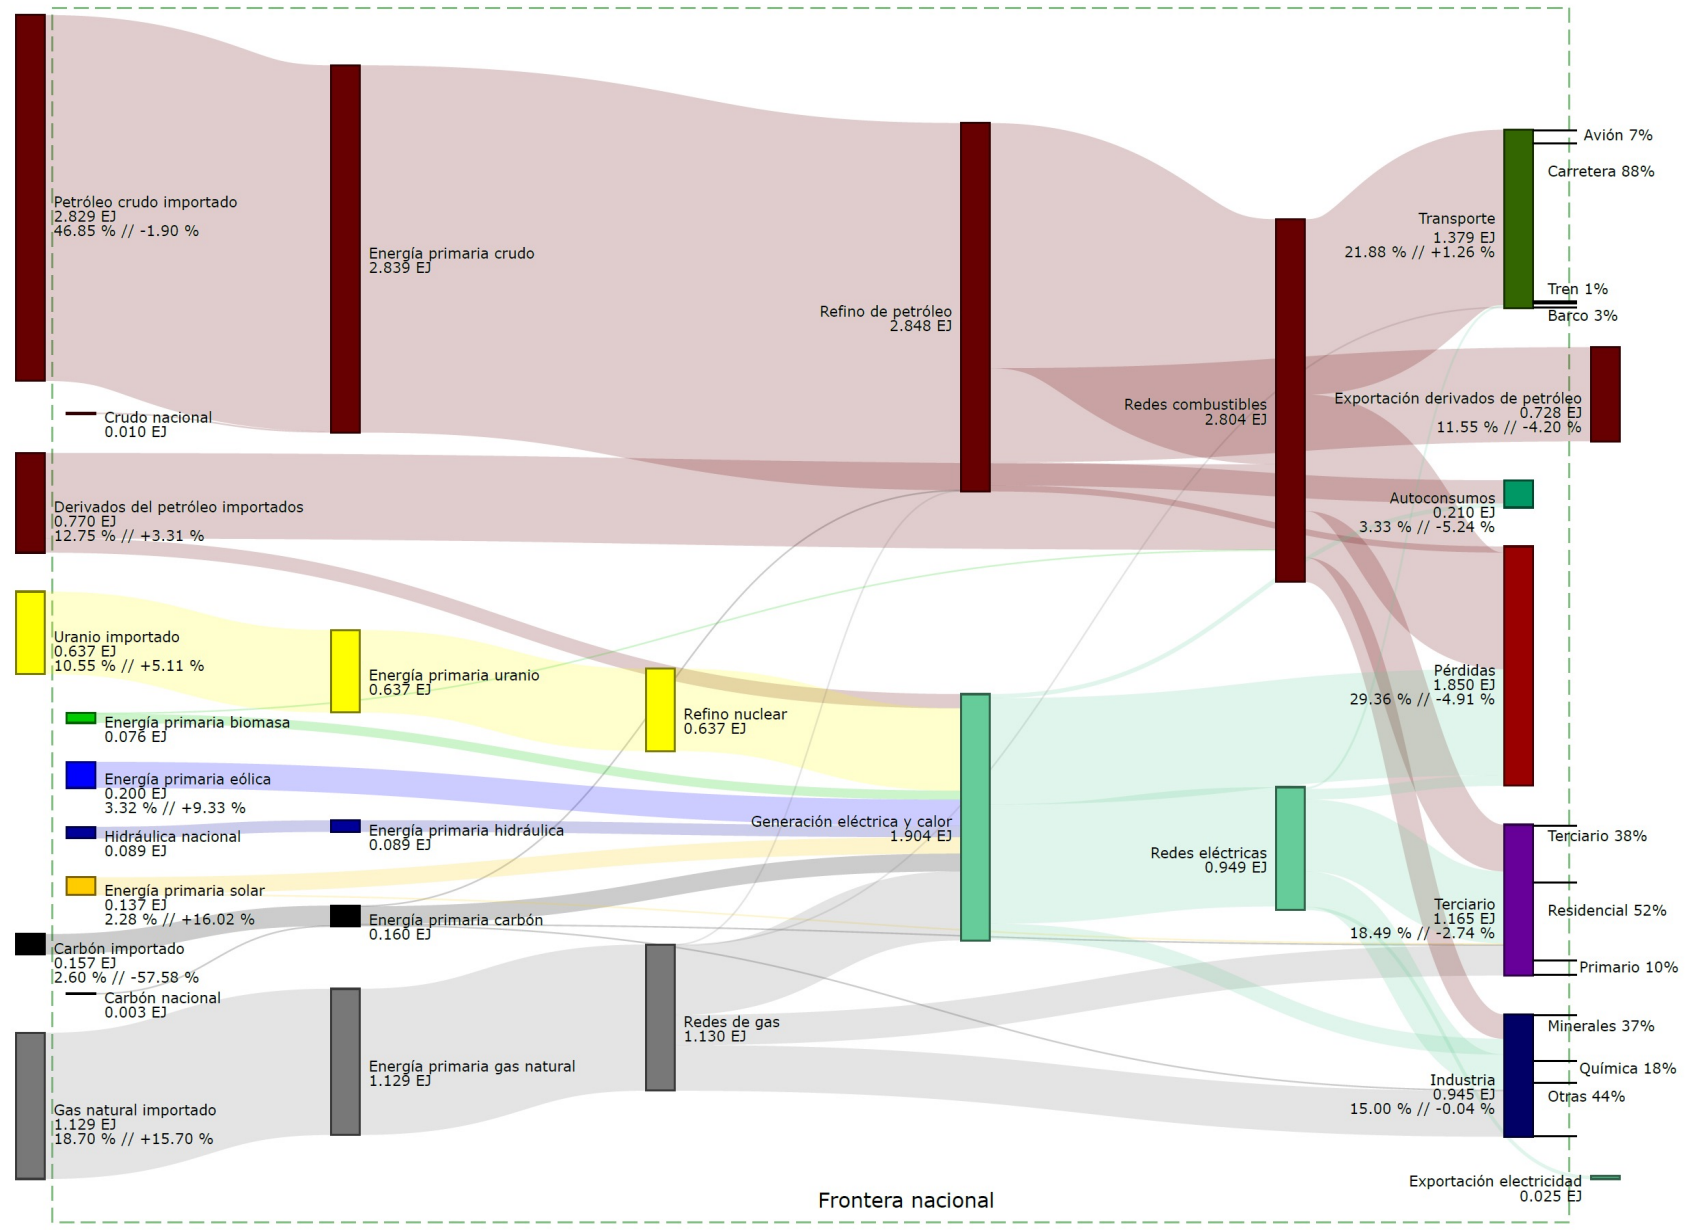 Petróleo crudo importado
2.829 EJ
46.85 % // -1.90 %
Crudo nacional
0.010 EJ
Derivados del petróleo importados
0.770 EJ
12.75 % // +3.31 %
Uranio importado
0.637 EJ
10.55 % // +5.11 %
Energía primaria biomasa
0.076 EJ
Energía primaria eólica
0.200 EJ
3.32 % // +9.33 %
Hidráulica nacional
0.089 EJ
Energía primaria solar
0.137 EJ
2.28 % // +16.02 %
Carbón importado
0.157 EJ
2.60 % // -57.58 %
Carbón nacional
0.003 EJ
Gas natural importado
1.129 EJ
18.70 % // +15.70 %
Energía primaria crudo
2.839 EJ
Energía primaria uranio
0.637 EJ
Energía primaria hidráulica
0.089 EJ
Energía primaria carbón
0.160 EJ
Energía primaria gas natural
1.129 EJ
Refino nuclear
0.637 EJ
Redes de gas
1.130 EJ
Refino de petróleo
2.848 EJ
Generación eléctrica y calor
1.904 EJ
Redes combustibles
2.804 EJ
Redes eléctricas
0.949 EJ
Transporte
1.379 EJ
21.88 % // +1.26 %
Avión 7%
Carretera 88%
Tren 1%
Barco 3%
Exportación derivados de petróleo
0.728 EJ
11.55 % // -4.20 %
Autoconsumos
0.210 EJ
3.33 % // -5.24 %
Pérdidas
1.850 EJ
29.36 % // -4.91 %
Terciario
1.165 EJ
18.49 % // -2.74 %
Terciario 38%
Residencial 52%
Primario 10%
Industria
0.945 EJ
15.00 % // -0.04 %
Minerales 37%
Química 18%
Otras 44%
Exportación electricidad
0.025 EJ
Frontera nacional